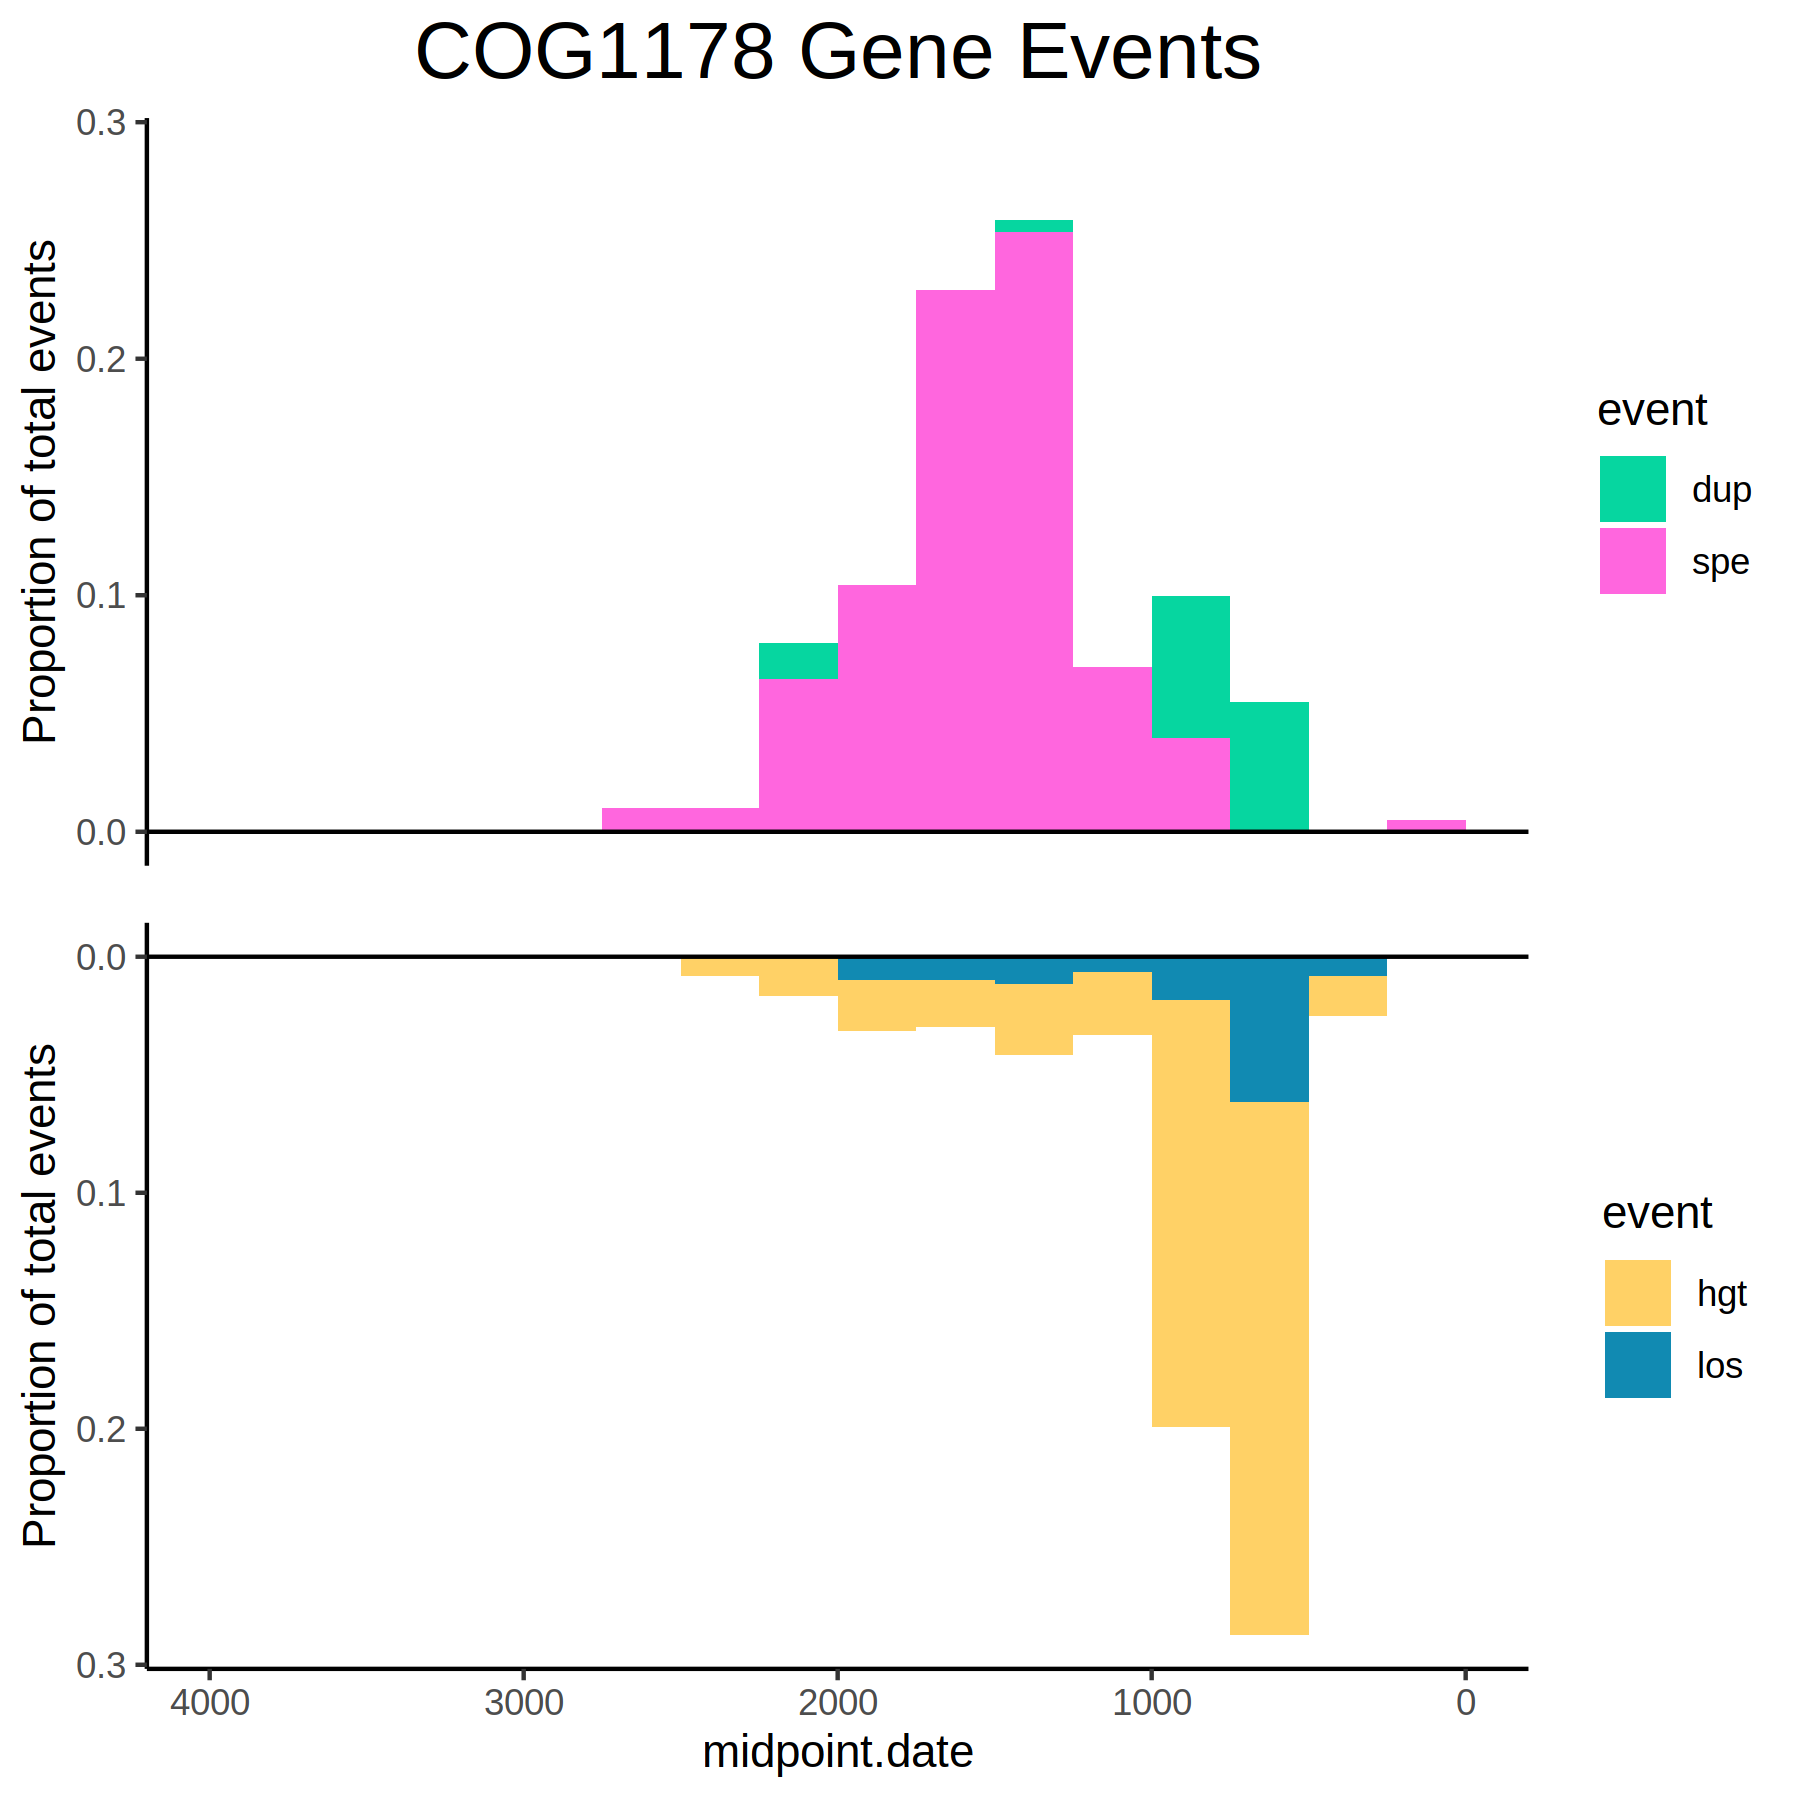 COG1178 Gene Events
0.3
0.2
0.1
0.0
Proportion of total events
event
dup
spe
0.0
0.1
0.2
0.3
Proportion of total events
event
hgt
los
4000 3000 2000 1000 0
midpoint.date